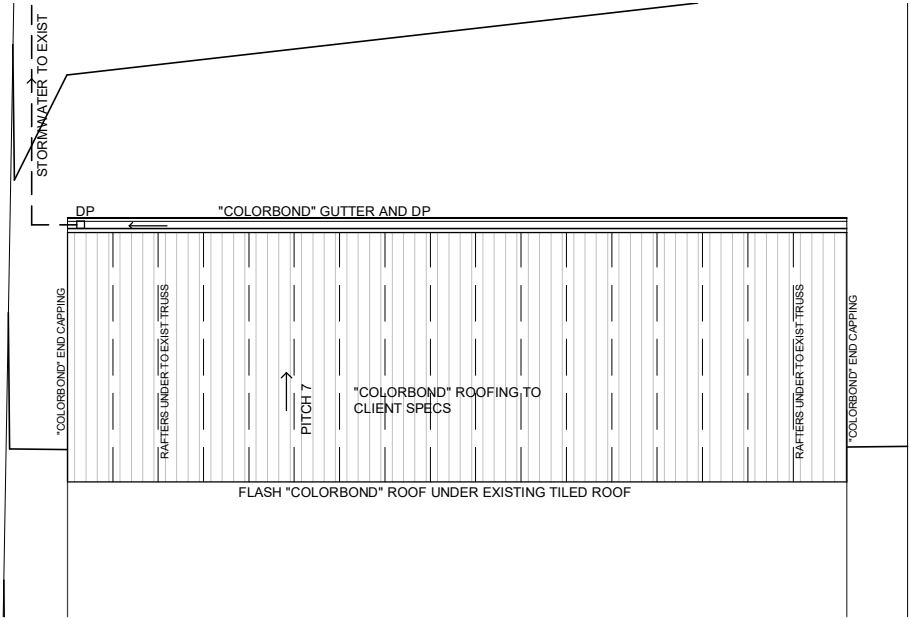 STORMWATER TO EXIST
DP
"COLORBOND" GUTTER AND DP
"COLORBOND" END CAPPING
RAFTERS UNDER TO EXIST TRUSS
PITCH 7
"COLORBOND" ROOFING TO
CLIENT SPECS
RAFTERS UNDER TO EXIST TRUSS
"COLORBOND" END CAPPING
FLASH "COLORBOND" ROOF UNDER EXISTING TILED ROOF